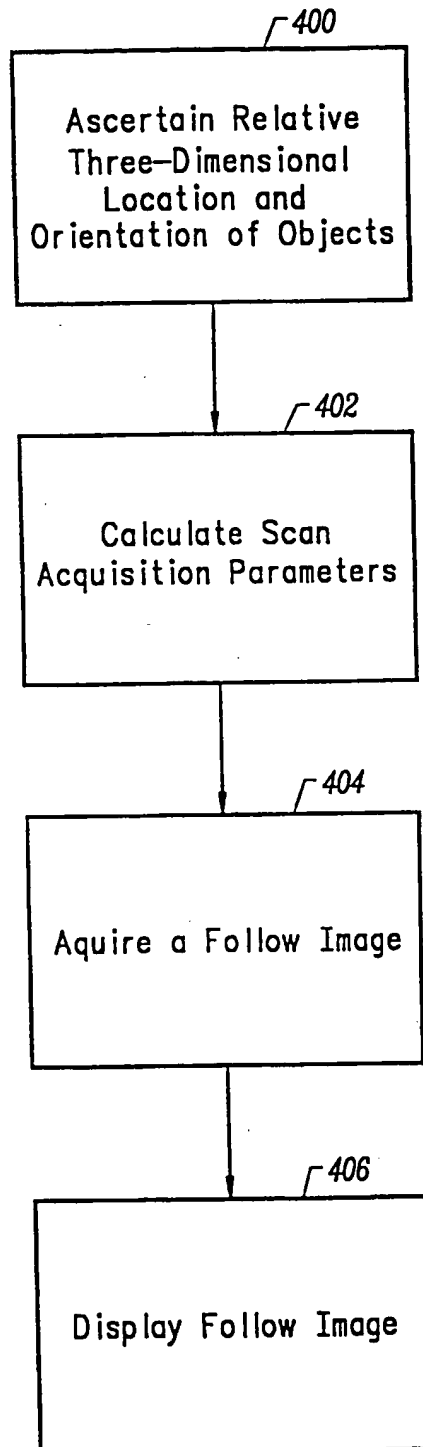 400
Ascertain Relative
Three-Dimensional
Location and
Orientation of Objects
402
Calculate Scan
Acquisition Parameters
404
Aquire a Follow Image
406
Display Follow Image